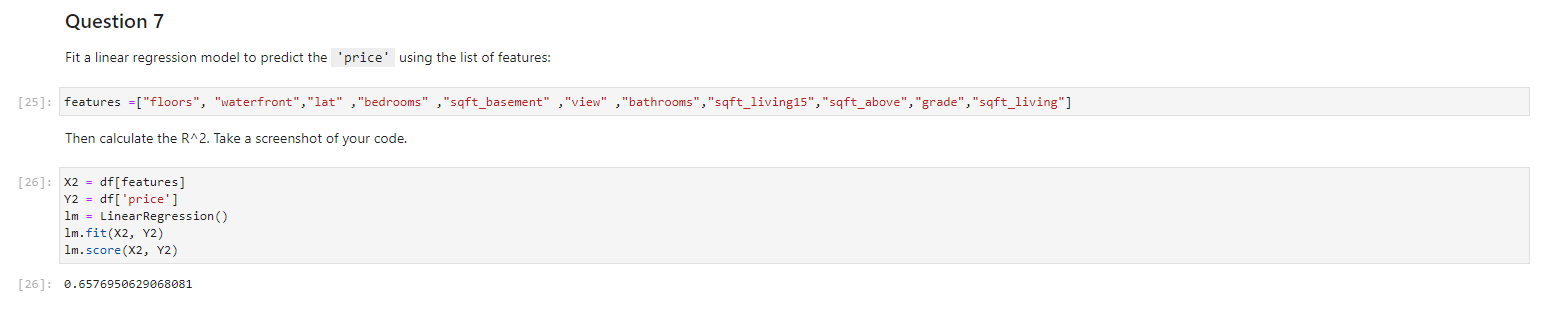 Question 7
Fit a linear regression model to predict the 'price' using the list of features:
[25]: features =["floors", "waterfront","lat" ,"bedrooms" ,"sqft_basement" ,"view" ,"bathrooms","sqft_living15","sqft_above","grade","sqft_living"]
Then calculate the R^2. Take a screenshot of your code.
[26]: X2 = df[features]
Y2 = df['price']
lm = LinearRegression()
lm.fit(X2, Y2)
lm.score(X2, Y2)
[26]: 0.6576950629068081